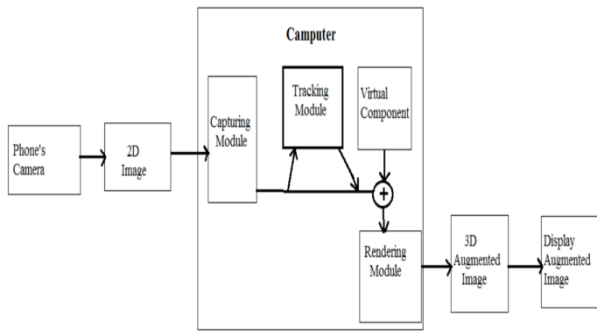 Camputer
Phone's
Camera
2D
Image
Capturing
Module
Tracking
Module
Virtual
Component
+
Rendering
Module
3D
Augmented
Image
Display
Augmented
Image